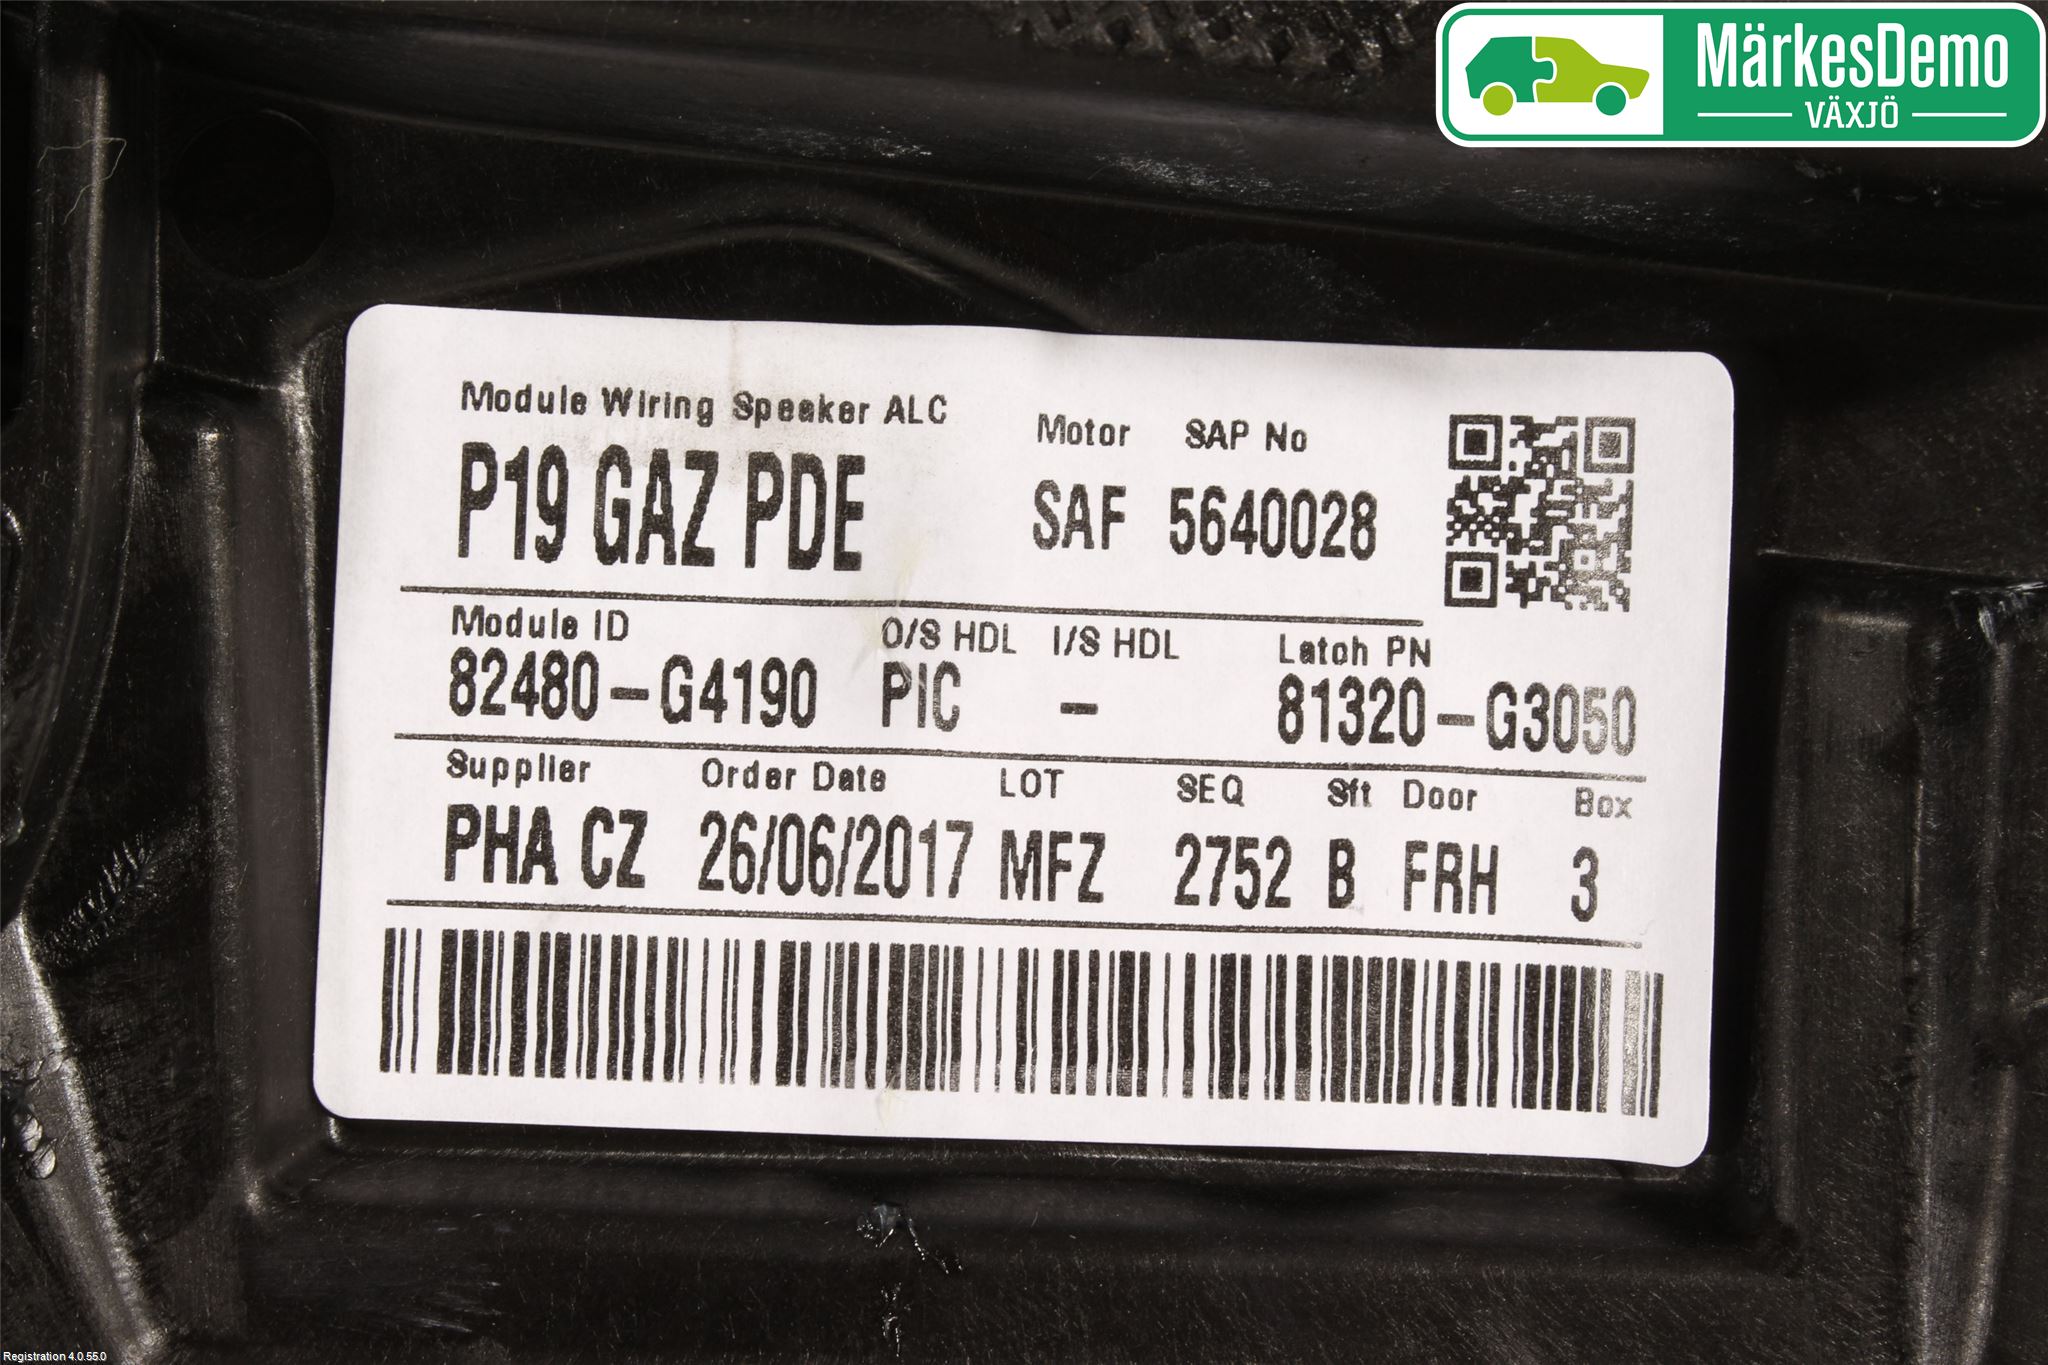 MärkesDemo
VÄXJÖ
Module Wiring Speaker ALC Motor SAP No
P19 GAZ PDE SAF 5640028
Module ID O/S HDL I/S HDL Latch PN
82480-G4190 PIC - 81320-G3050
Supplier Order Date LOT SEQ Sft Door Box
PHA CZ 26/06/2017 MFZ 2752 B FRH 3
Registration 4.0.55.0